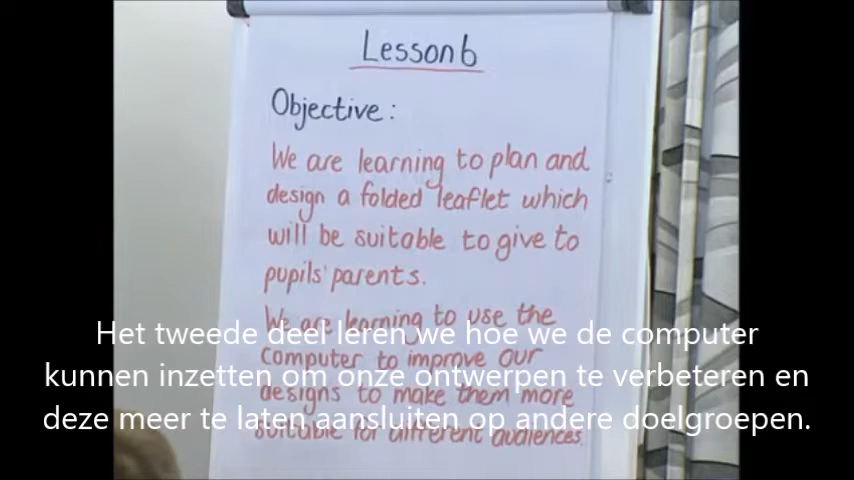 Lesson 6
Objective:
We are learning to plan and
design a folded leaflet which
will be suitable to give to
pupils' parents.
We are learning to use the
computer to improve our
designs to make them more
suitable for different audiences.
Het tweede deel leren we hoe we de computer
kunnen inzetten om onze ontwerpen te verbeteren en
deze meer te laten aansluiten op andere doelgroepen.